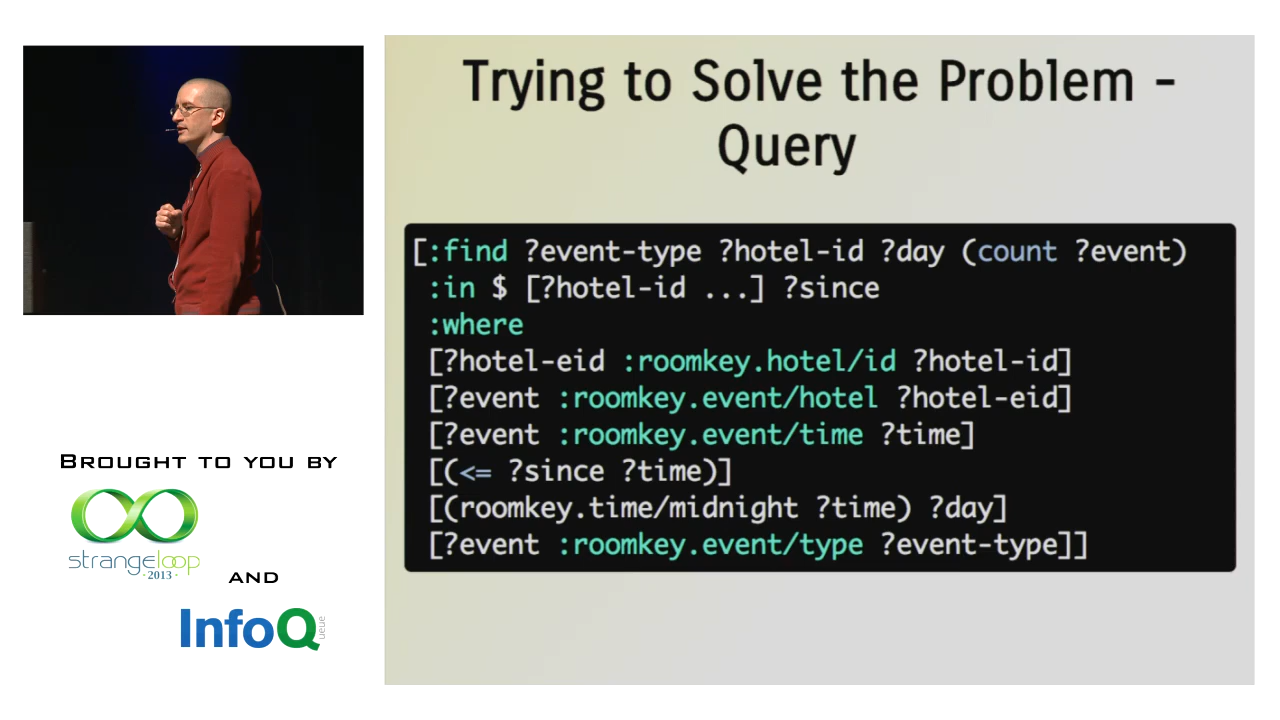 Trying to Solve the Problem -
Query
[:find ?event-type ?hotel-id ?day (count ?event)
:in $ [?hotel-id ...] ?since
:where
[?hotel-eid :roomkey.hotel/id ?hotel-id]
[?event :roomkey.event/hotel ?hotel-eid]
[?event :roomkey.event/time ?time]
[(<= ?since ?time)]
[(roomkey.time/midnight ?time) ?day]
[?event :roomkey.event/type ?event-type]]
BROUGHT TO YOU BY
strangeloop
·2013·
AND
InfoQ
ueue